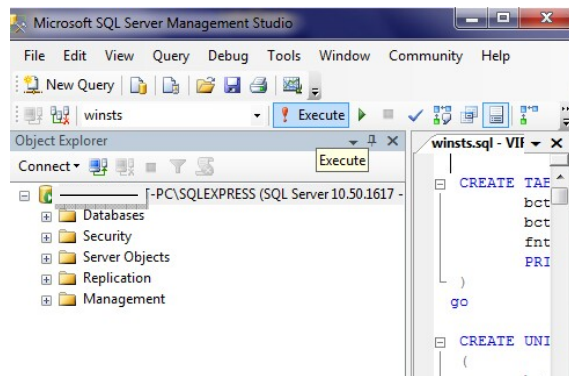 Microsoft SQL Server Management Studio
File Edit View Query Debug Tools Window Community Help
New Query
winsts Execute
Object Explorer
winsts.sql - VIF
Connect
Execute
T-PC\SQLEXPRESS (SQL Server 10.50.1617 -
Databases
Security
Server Objects
Replication
Management
CREATE TAB
bct
bct
fnt
PRI
)
go
CREATE UNI
(